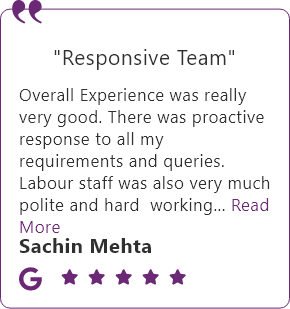 "Responsive Team"
Overall Experience was really
very good. There was proactive
response to all my
requirements and queries.
Labour staff was also very much
polite and hard  working... Read
More
Sachin Mehta
G